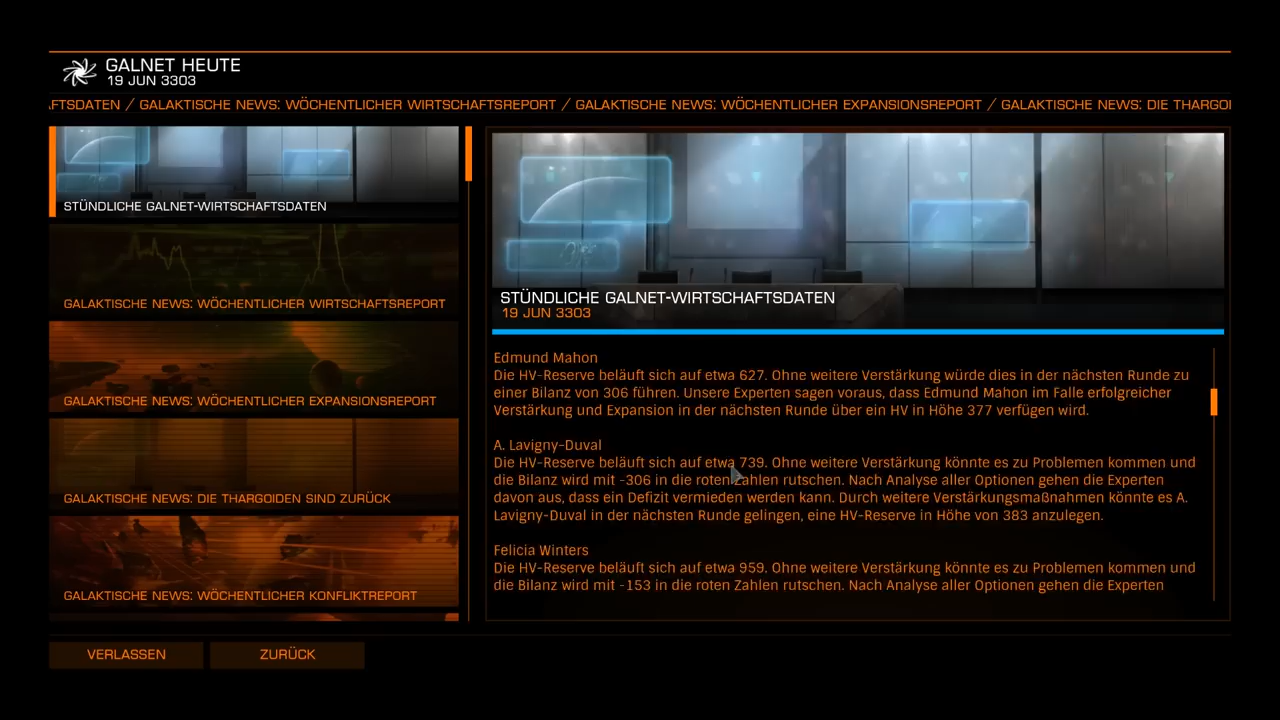 GALNET HEUTE
19 JUN 3303
AFTSDATEN / GALAKTISCHE NEWS: WÖCHENTLICHER WIRTSCHAFTSREPORT / GALAKTISCHE NEWS: WÖCHENTLICHER EXPANSIONSREPORT / GALAKTISCHE NEWS: DIE THARGOI
STÜNDLICHE GALNET-WIRTSCHAFTSDATEN
GALAKTISCHE NEWS: WÖCHENTLICHER WIRTSCHAFTSREPORT
GALAKTISCHE NEWS: WÖCHENTLICHER EXPANSIONSREPORT
GALAKTISCHE NEWS: DIE THARGOIDEN SIND ZURÜCK
GALAKTISCHE NEWS: WÖCHENTLICHER KONFLIKTREPORT
STÜNDLICHE GALNET-WIRTSCHAFTSDATEN
19 JUN 3303
Edmund Mahon
Die HV-Reserve beläuft sich auf etwa 627. Ohne weitere Verstärkung würde dies in der nächsten Runde zu
einer Bilanz von 306 führen. Unsere Experten sagen voraus, dass Edmund Mahon im Falle erfolgreicher
Verstärkung und Expansion in der nächsten Runde über ein HV in Höhe 377 verfügen wird.
A. Lavigny-Duval
Die HV-Reserve beläuft sich auf etwa 739. Ohne weitere Verstärkung könnte es zu Problemen kommen und
die Bilanz wird mit -306 in die roten Zahlen rutschen. Nach Analyse aller Optionen gehen die Experten
davon aus, dass ein Defizit vermieden werden kann. Durch weitere Verstärkungsmaßnahmen könnte es A.
Lavigny-Duval in der nächsten Runde gelingen, eine HV-Reserve in Höhe von 383 anzulegen.
Felicia Winters
Die HV-Reserve beläuft sich auf etwa 959. Ohne weitere Verstärkung könnte es zu Problemen kommen und
die Bilanz wird mit -153 in die roten Zahlen rutschen. Nach Analyse aller Optionen gehen die Experten
VERLASSEN
ZURÜCK